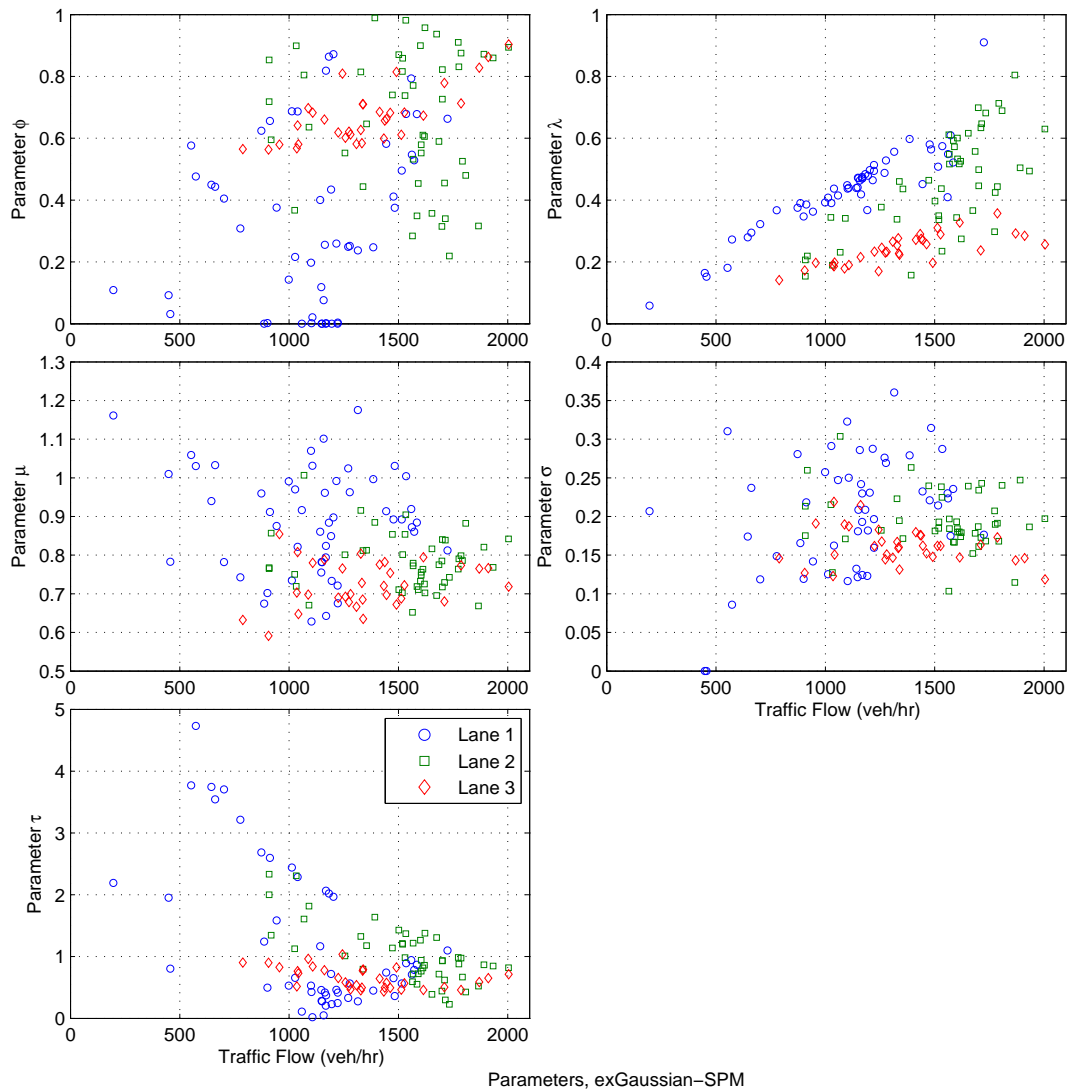 1
0.8
0.6
0.4
0.2
0
Parameter ϕ
0 500 1000 1500 2000
1
0.8
0.6
0.4
0.2
0
Parameter λ
0 500 1000 1500 2000
1.3
1.2
1.1
1
0.9
0.8
0.7
0.6
0.5
Parameter μ
0 500 1000 1500 2000
0.4
0.35
0.3
0.25
0.2
0.15
0.1
0.05
0
Parameter σ
0 500 1000 1500 2000
Traffic Flow (veh/hr)
5
4
3
2
1
0
Parameter τ
Lane 1
Lane 2
Lane 3
0 500 1000 1500 2000
Traffic Flow (veh/hr)
Parameters, exGaussian−SPM